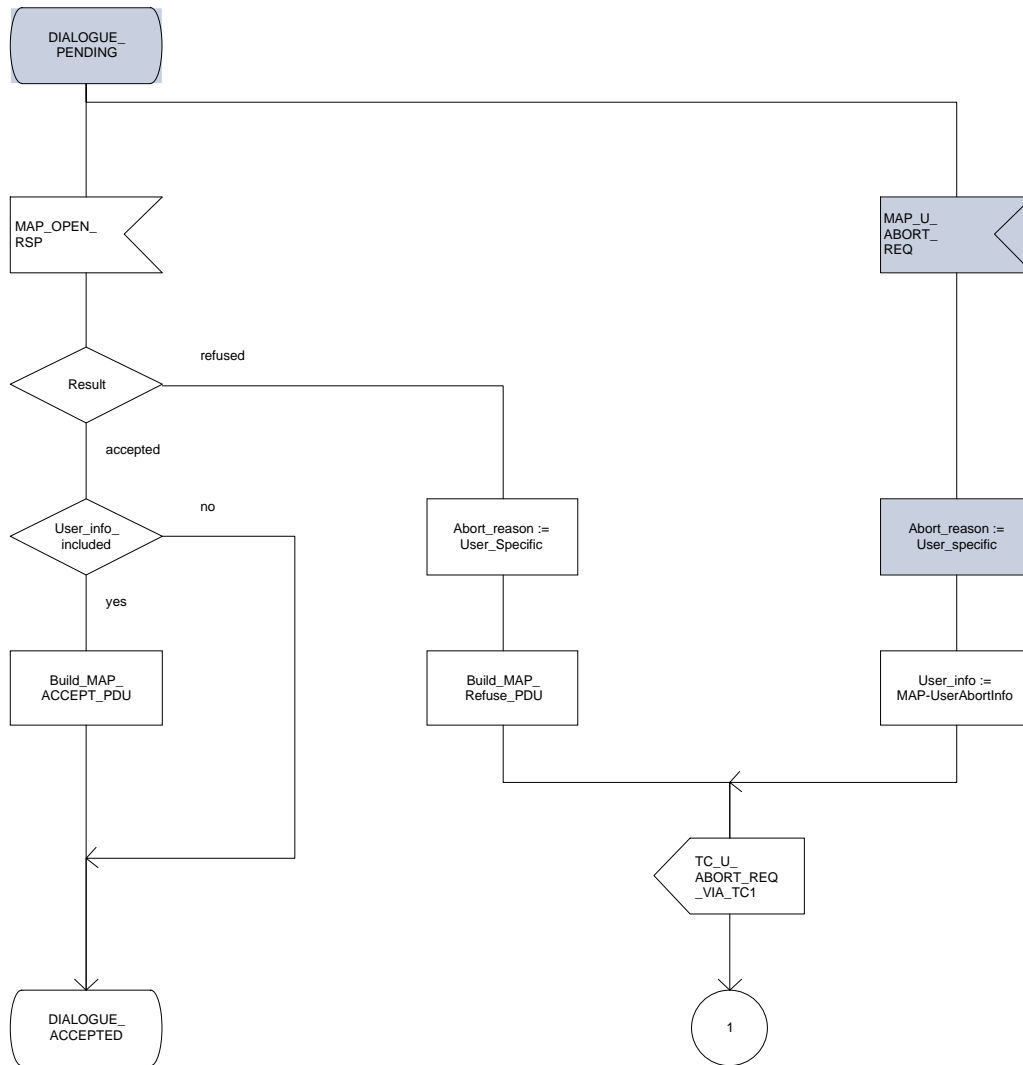 DIALOGUE_
PENDING
MAP_OPEN_
RSP
MAP_U_
ABORT_
REQ
Result
refused
accepted
User_info_
included
no
yes
Abort_reason :=
User_Specific
Abort_reason :=
User_specific
Build_MAP_
ACCEPT_PDU
Build_MAP_
Refuse_PDU
User_info :=
MAP-UserAbortInfo
TC_U_
ABORT_REQ
_VIA_TC1
DIALOGUE_
ACCEPTED
1